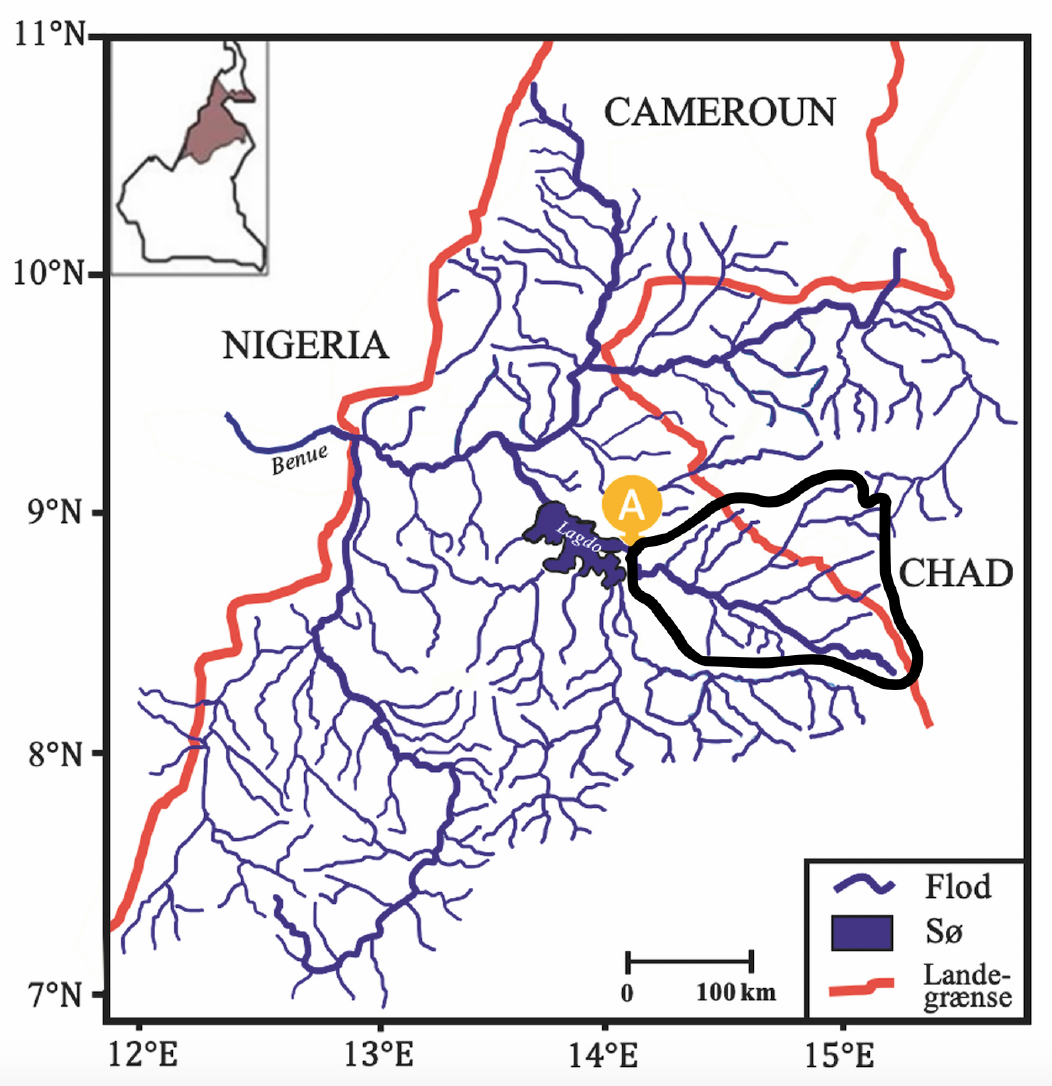 11°N
CAMEROUN
10°N
NIGERIA
Benue
9°N
A
Lagdo
CHAD
8°N
Flod
Sø
Lande-
grænse
0 100 km
7°N
12°E 13°E 14°E 15°E